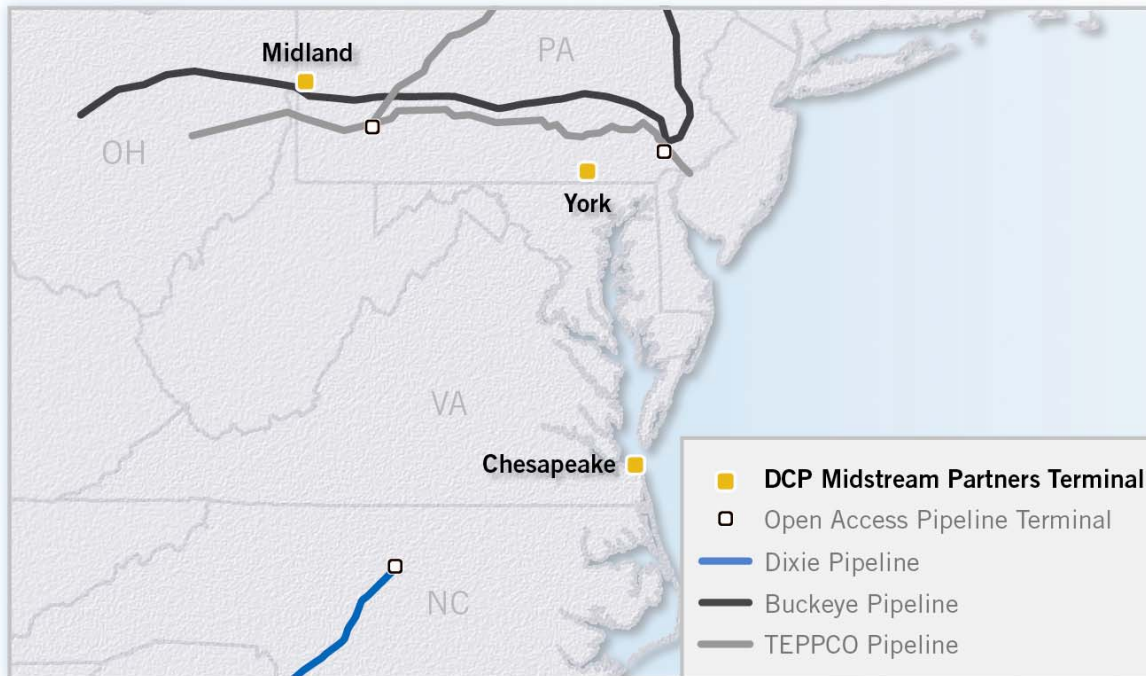 Midland
PA
OH
York
VA
Chesapeake
NC
DCP Midstream Partners Terminal
Open Access Pipeline Terminal
Dixie Pipeline
Buckeye Pipeline
TEPPCO Pipeline